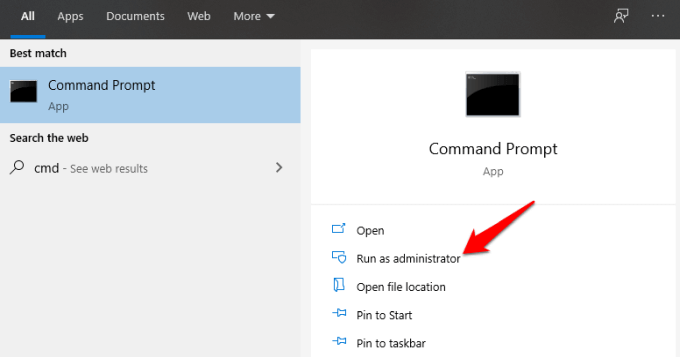 All Apps Documents Web More
Best match
Command Prompt
App
Search the web
cmd - See web results
Command Prompt
App
Open
Run as administrator
Open file location
Pin to Start
Pin to taskbar